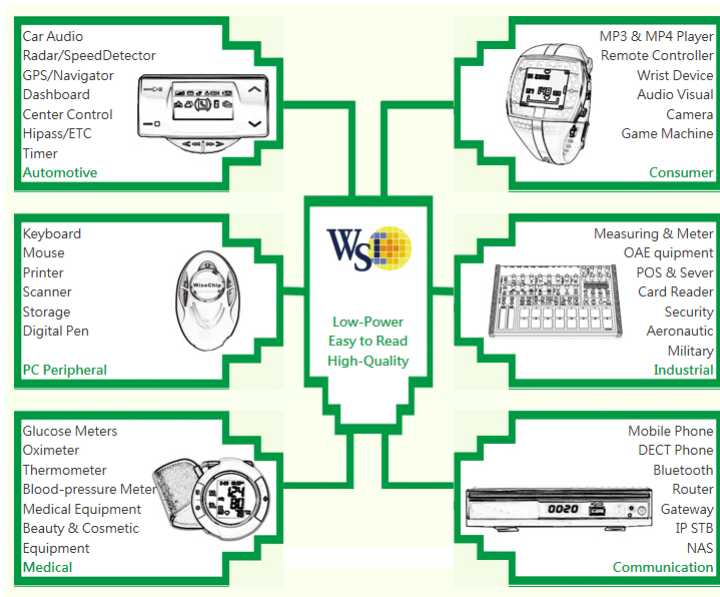 Car Audio
Radar/SpeedDetector
GPS/Navigator
Dashboard
Center Control
Hipass/ETC
Timer
Automotive
MP3 & MP4 Player
Remote Controller
Wrist Device
Audio Visual
Camera
Game Machine
Consumer
Keyboard
Mouse
Printer
Scanner
Storage
Digital Pen
PC Peripheral
WiseChip
WSi
Low-Power
Easy to Read
High-Quality
Measuring & Meter
OAE quipment
POS & Sever
Card Reader
Security
Aeronautic
Military
Industrial
Glucose Meters
Oximeter
Thermometer
Blood-pressure Meter
Medical Equipment
Beauty & Cosmetic
Equipment
Medical
124
80
Mobile Phone
DECT Phone
Bluetooth
Router
Gateway
IP STB
NAS
Communication
0020